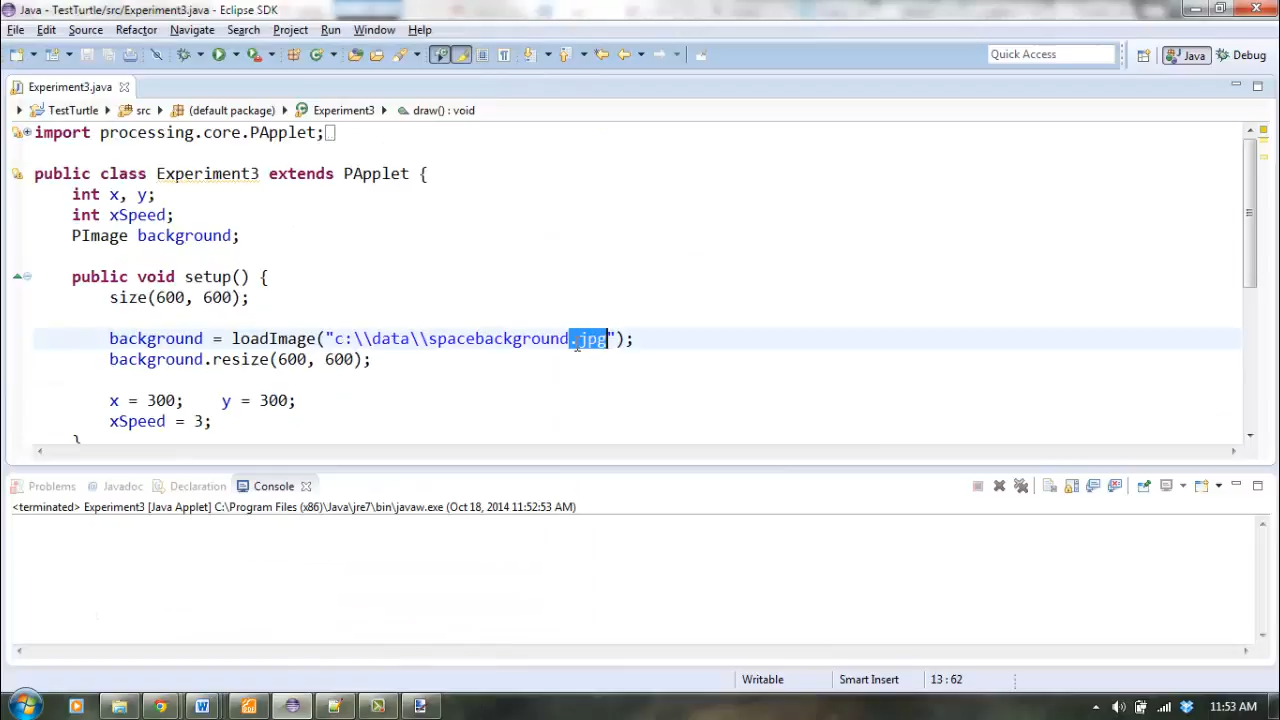 Java - TestTurtle/src/Experiment3.java - Eclipse SDK
File Edit Source Refactor Navigate Search Project Run Window Help
Quick Access Java Debug
Experiment3.java
TestTurtle src (default package) Experiment3 draw() : void
import processing.core.PApplet;
public class Experiment3 extends PApplet {
int x, y;
int xSpeed;
PImage background;
public void setup() {
size(600, 600);
background = loadImage("c:\\data\\spacebackground.jpg");
background.resize(600, 600);
x = 300; y = 300;
xSpeed = 3;
}
Problems Javadoc Declaration Console
<terminated> Experiment3 [Java Applet] C:\Program Files (x86)\Java\jre7\bin\javaw.exe (Oct 18, 2014 11:52:53 AM)
Writable Smart Insert 13 : 62
11:53 AM